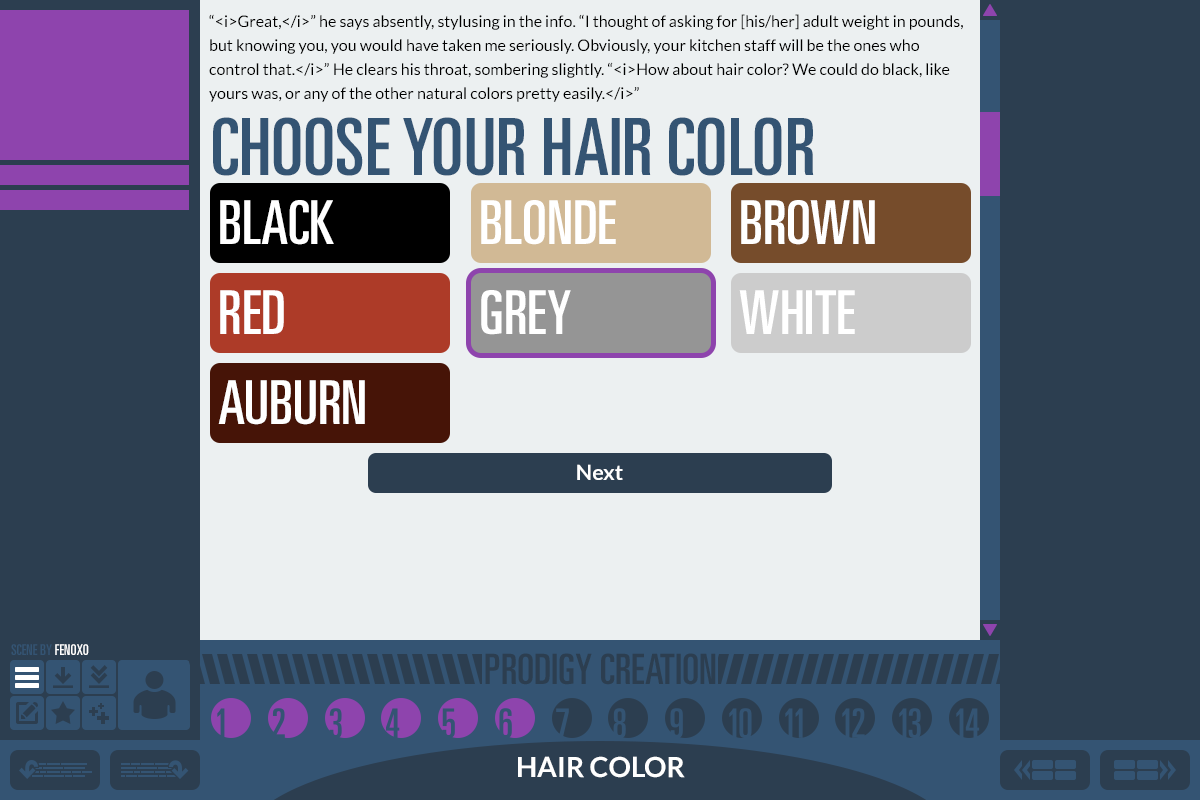 “<i>Great,</i>” he says absently, stylusing in the info. “I thought of asking for [his/her] adult weight in pounds,
but knowing you, you would have taken me seriously. Obviously, your kitchen staff will be the ones who
control that.</i>” He clears his throat, sombering slightly. “<i>How about hair color? We could do black, like
yours was, or any of the other natural colors pretty easily.</i>”
CHOOSE YOUR HAIR COLOR
BLACK
BLONDE
BROWN
RED
GREY
WHITE
AUBURN
Next
SCENE BY FENOXO
PRODIGY CREATION
1 2 3 4 5 6 7 8 9 10 11 12 13 14
HAIR COLOR